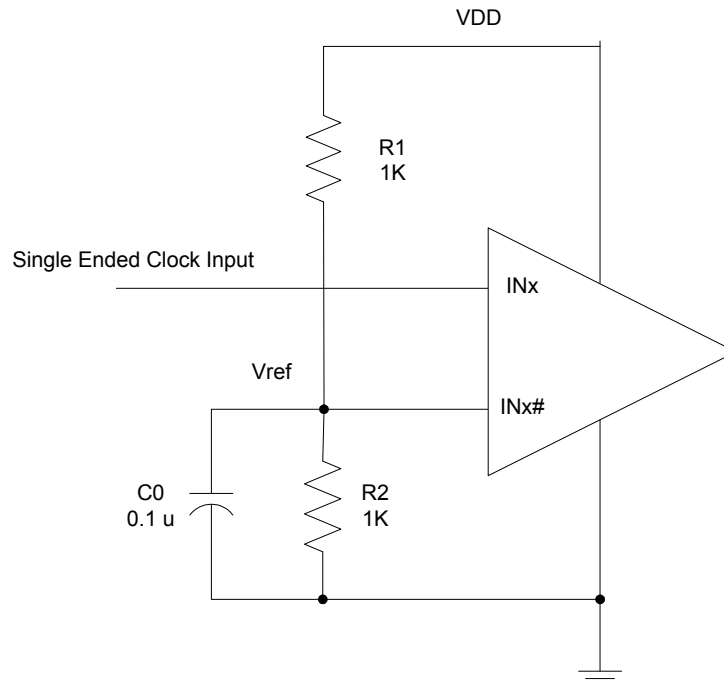 VDD
R1
1K
Single Ended Clock Input
INx
Vref
INx#
C0
0.1 u
R2
1K